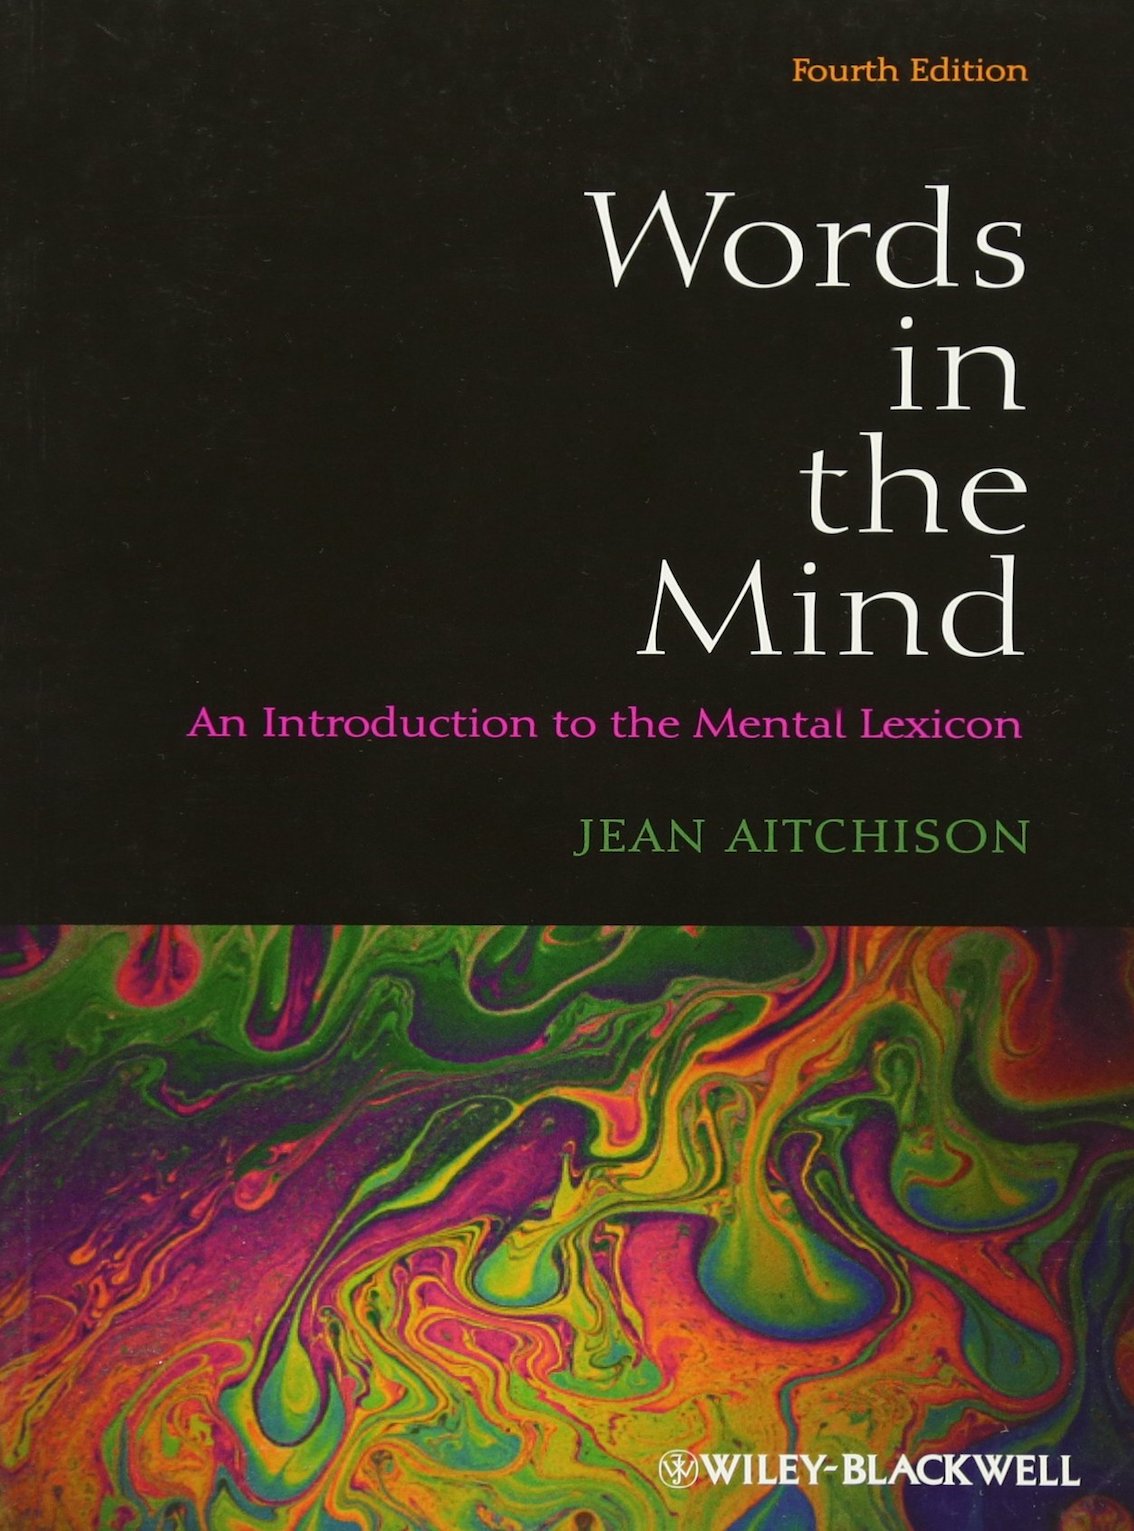 Fourth Edition
Words
in
the
Mind
An Introduction to the Mental Lexicon
JEAN AITCHISON
WILEY-BLACKWELL